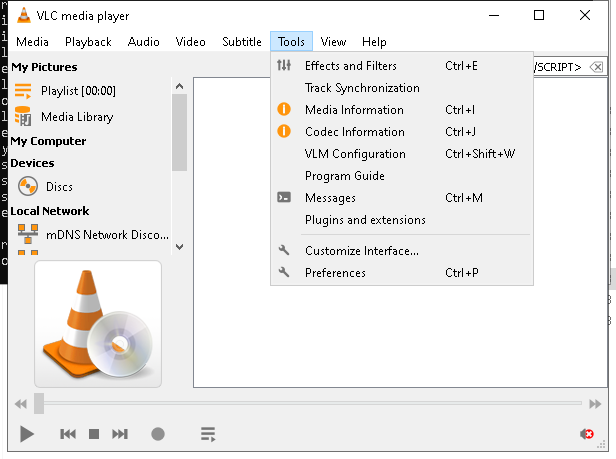 VLC media player
Media Playback Audio Video Subtitle Tools View Help
My Pictures
Playlist [00:00]
Media Library
My Computer
Devices
Discs
Local Network
mDNS Network Disco...
/SCRIPT>
Effects and Filters Ctrl+E
Track Synchronization
Media Information Ctrl+I
Codec Information Ctrl+J
VLM Configuration Ctrl+Shift+W
Program Guide
Messages Ctrl+M
Plugins and extensions
Customize Interface...
Preferences Ctrl+P